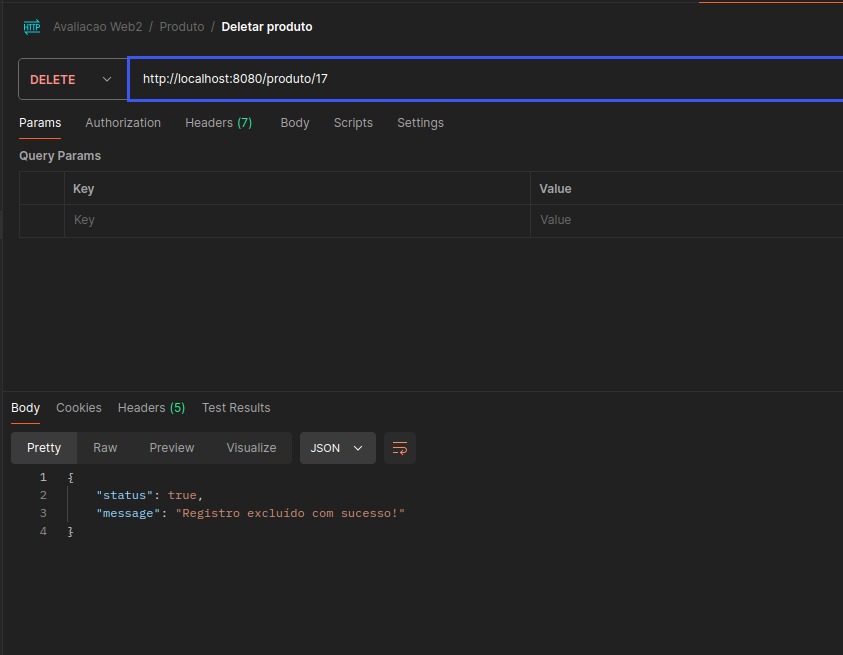 HTTP Avaliacao Web2 / Produto / Deletar produto
DELETE http://localhost:8080/produto/17
Params Authorization Headers (7) Body Scripts Settings
Query Params
Key Value
Key Value
Body Cookies Headers (5) Test Results
Pretty Raw Preview Visualize JSON
1 {
2 "status": true,
3 "message": "Registro excluído com sucesso!"
4 }